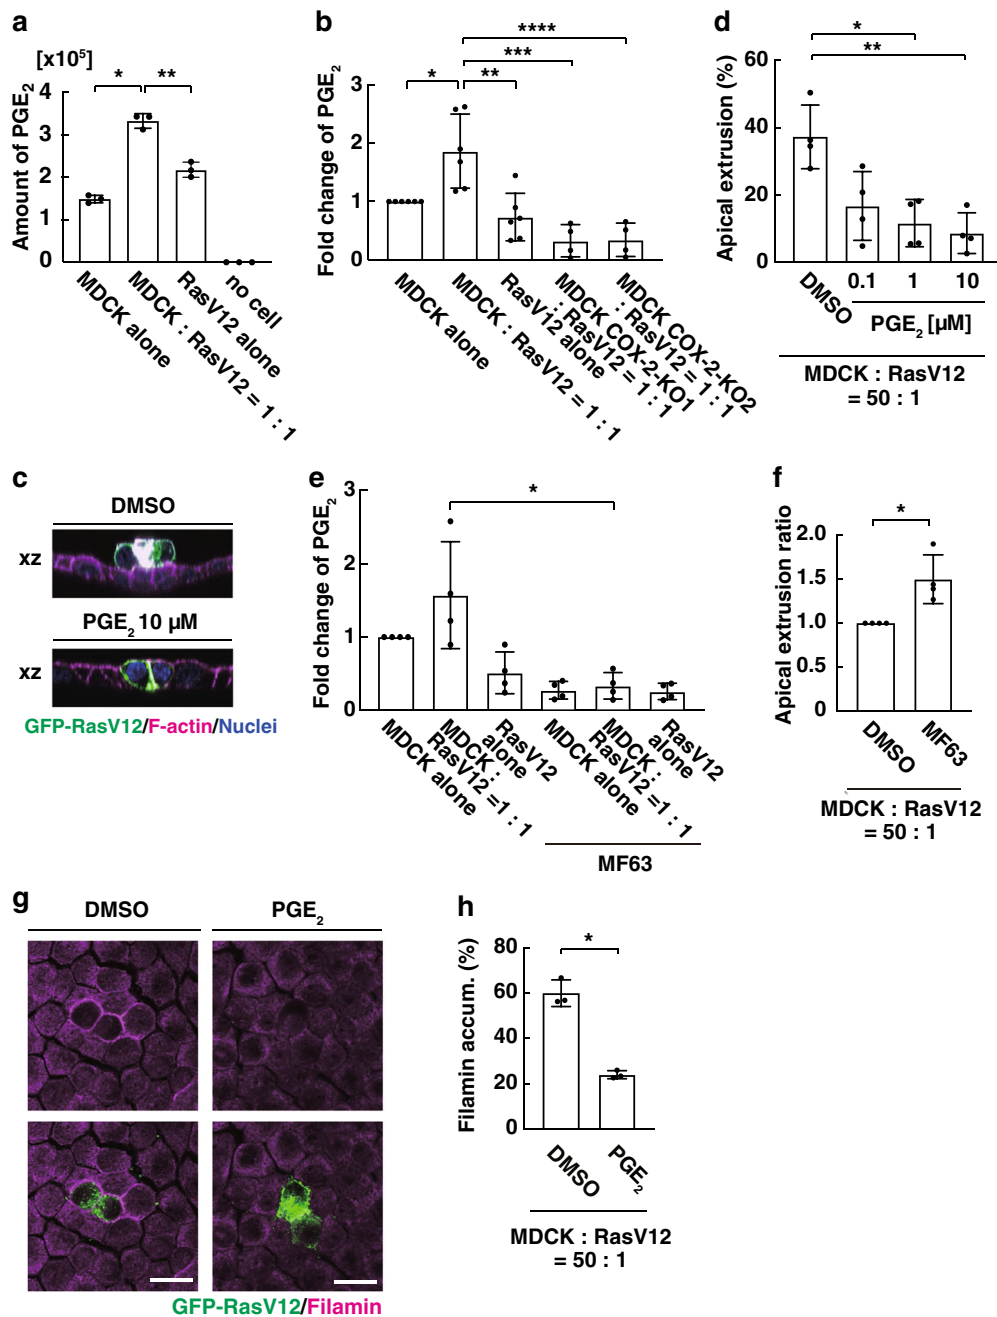 a
[x10⁵]
Amount of PGE₂
4
3
2
1
0
*
**
MDCK alone
MDCK : RasV12 = 1 : 1
RasV12 alone
no cell
b
Fold change of PGE₂
3
2
1
0
*
**
***
****
MDCK alone
MDCK : RasV12 = 1 : 1
RasV12 alone
MDCK COX-2-KO1
: RasV12 = 1 : 1
MDCK COX-2-KO2
: RasV12 = 1 : 1
d
Apical extrusion (%)
60
40
20
0
*
**
DMSO
0.1
1
10
PGE₂ [µM]
MDCK : RasV12
= 50 : 1
c
DMSO
xz
PGE₂ 10 µM
xz
GFP-RasV12/F-actin/Nuclei
e
Fold change of PGE₂
3
2
1
0
*
MDCK alone
MDCK :
RasV12 =1 : 1
RasV12
alone
MDCK alone
MDCK :
RasV12 =1 : 1
RasV12
alone
MF63
f
Apical extrusion ratio
2.0
1.5
1.0
0.5
0
*
DMSO
MF63
MDCK : RasV12
= 50 : 1
g
DMSO
PGE₂
GFP-RasV12/Filamin
h
Filamin accum. (%)
80
60
40
20
0
*
DMSO
PGE₂
MDCK : RasV12
= 50 : 1